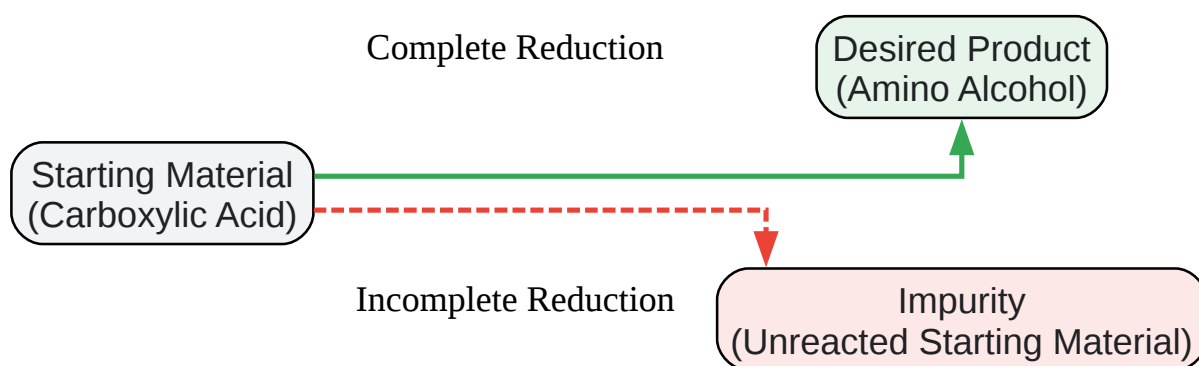 Complete Reduction
Desired Product
(Amino Alcohol)
Starting Material
(Carboxylic Acid)
Incomplete Reduction
Impurity
(Unreacted Starting Material)